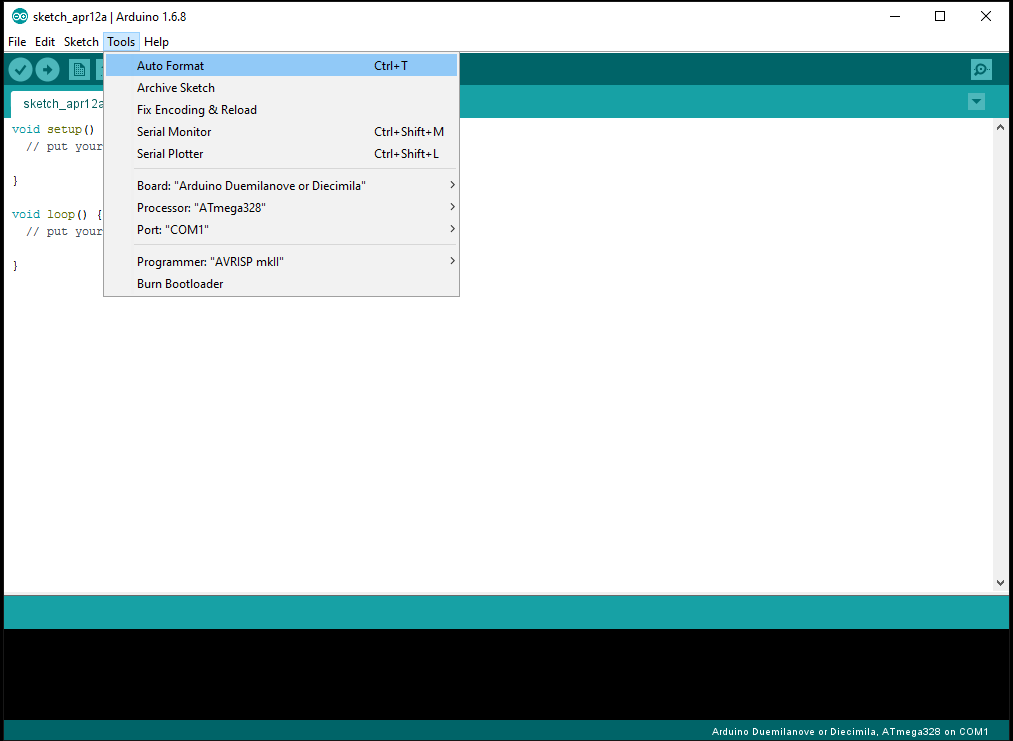 sketch_apr12a | Arduino 1.6.8
File Edit Sketch Tools Help
Auto Format Ctrl+T
Archive Sketch
Fix Encoding & Reload
Serial Monitor Ctrl+Shift+M
Serial Plotter Ctrl+Shift+L
Board: "Arduino Duemilanove or Diecimila"
Processor: "ATmega328"
Port: "COM1"
Programmer: "AVRISP mkII"
Burn Bootloader
sketch_apr12a
void setup()
// put your
}
void loop() {
// put your
}
Arduino Duemilanove or Diecimila, ATmega328 on COM1